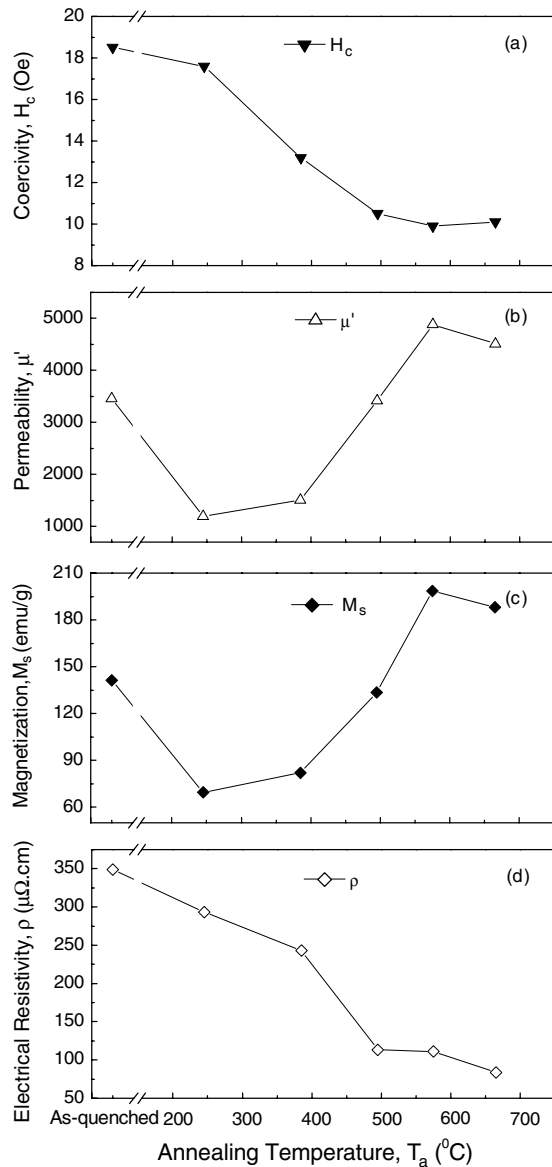 20
18
16
14
12
10
8
Coercivity, H_c (Oe)
H_c
(a)
5000
4000
3000
2000
1000
Permeability, μ'
μ'
(b)
210
180
150
120
90
60
Magnetization,M_s (emu/g)
M_s
(c)
350
300
250
200
150
100
50
Electrical Resistivity, ρ (μΩ.cm)
ρ
(d)
As-quenched 200 300 400 500 600 700
Annealing Temperature, T_a (⁰C)